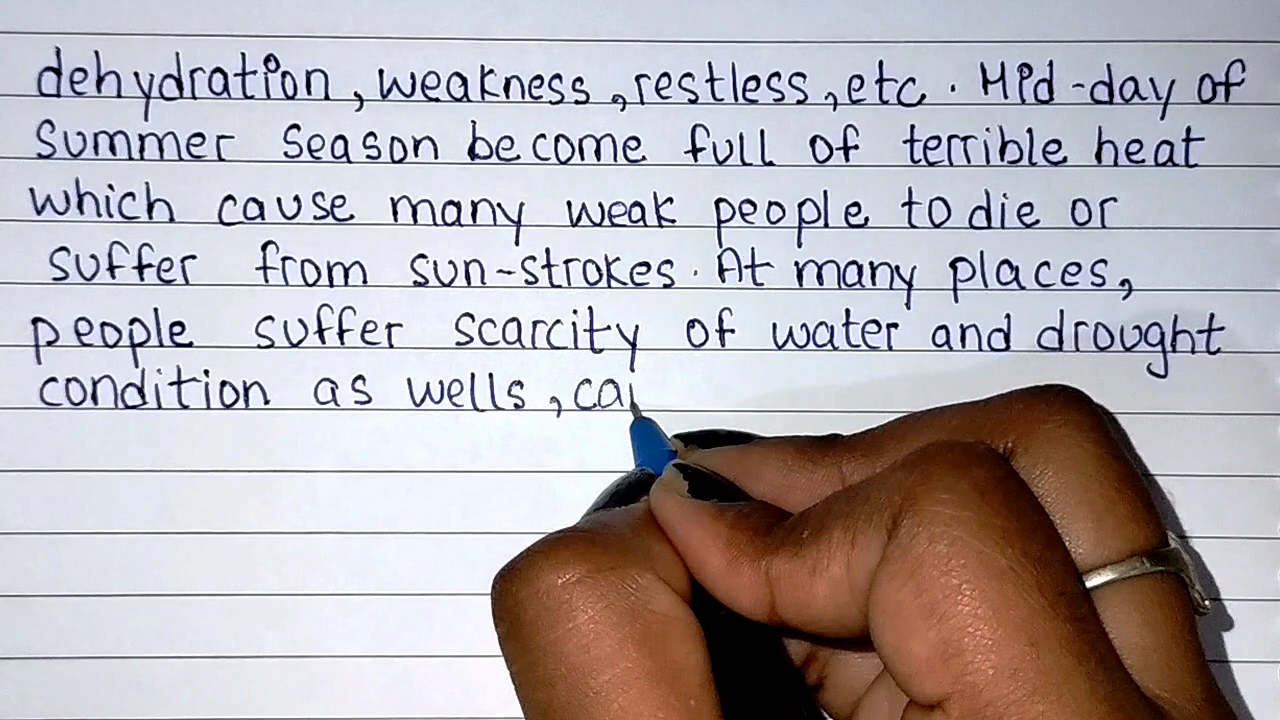 dehydration, weakness, restless, etc. Mid-day of
Summer Season become full of terrible heat
which cause many weak people to die or
suffer from sun-strokes. At many places,
people suffer scarcity of water and drought
condition as wells, ca